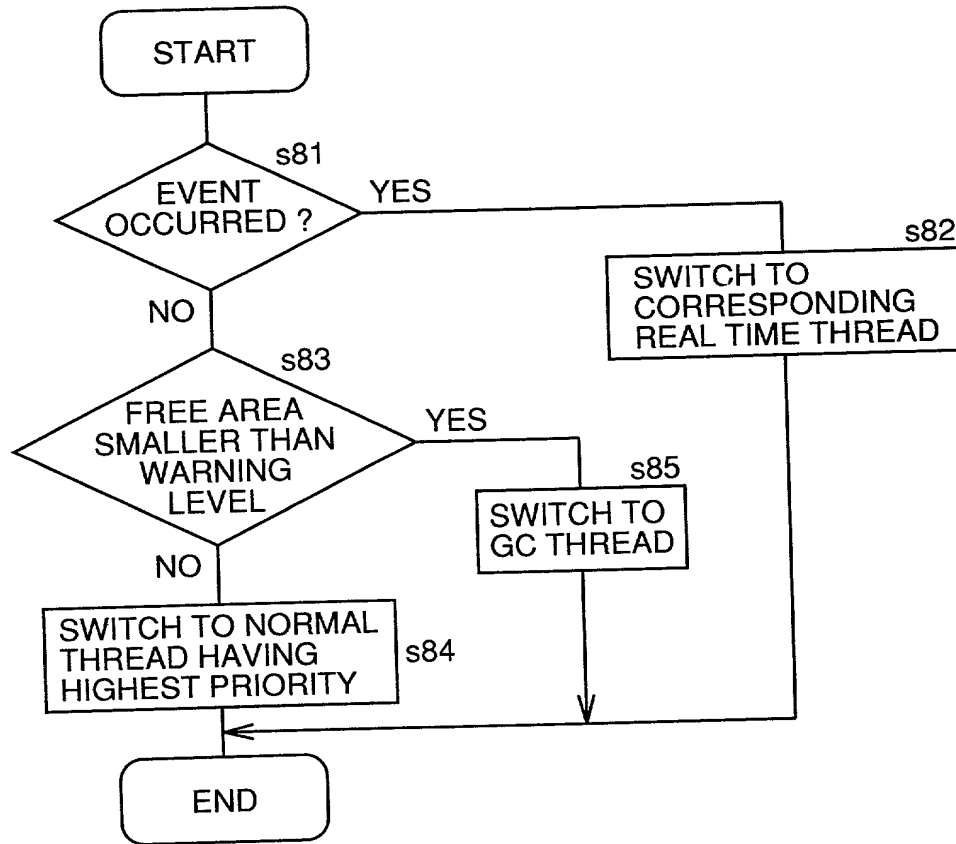 START
s81
EVENT
OCCURRED ?
YES
s82
SWITCH TO
CORRESPONDING
REAL TIME THREAD
NO
s83
FREE AREA
SMALLER THAN
WARNING
LEVEL
YES
s85
SWITCH TO
GC THREAD
NO
SWITCH TO NORMAL
THREAD HAVING
HIGHEST PRIORITY
s84
END